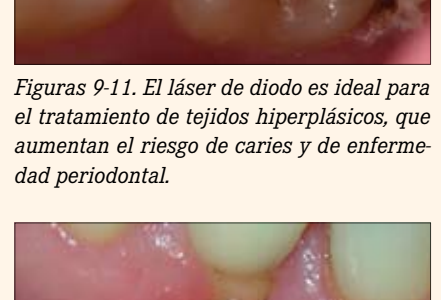 Figuras 9-11. El láser de diodo es ideal para
el tratamiento de tejidos hiperplásicos, que
aumentan el riesgo de caries y de enferme-
dad periodontal.